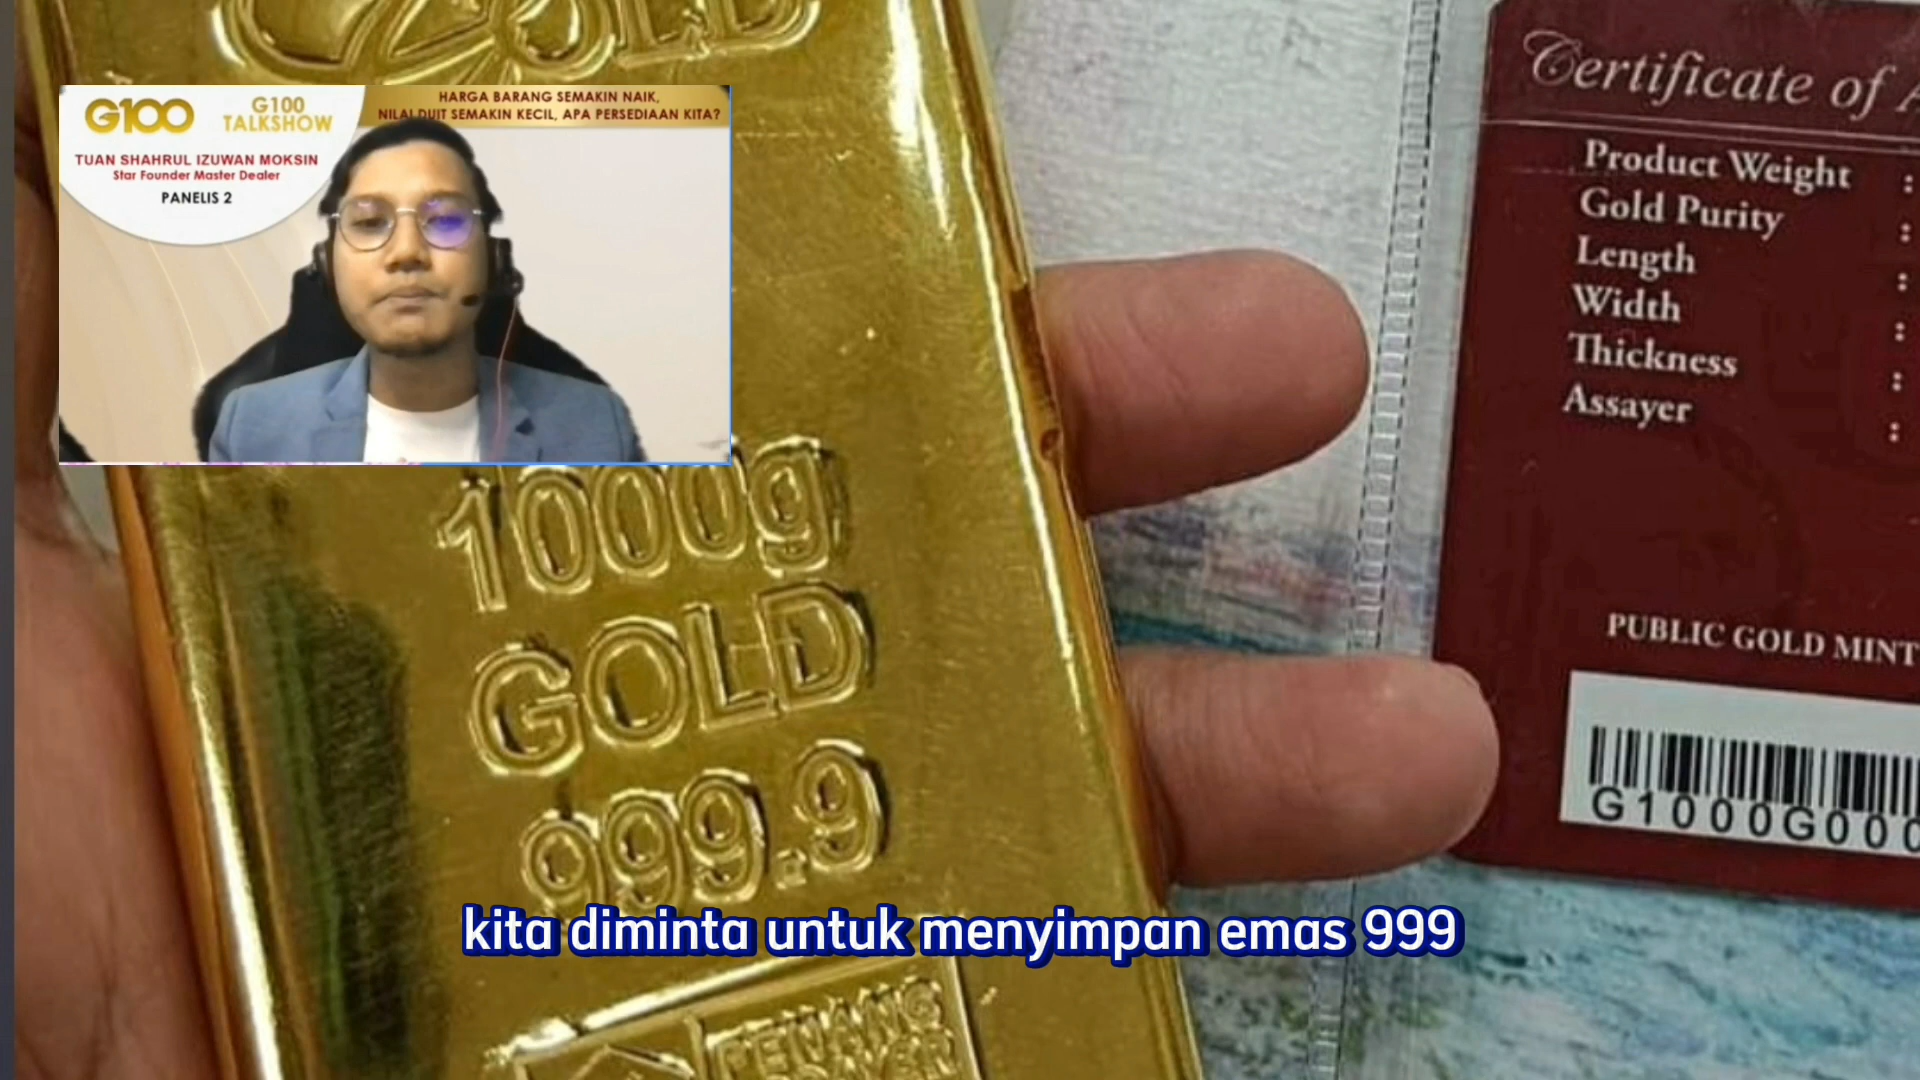 GOLD
G100
G100
TALKSHOW
HARGA BARANG SEMAKIN NAIK,
NILAI DUIT SEMAKIN KECIL, APA PERSEDIAAN KITA?
TUAN SHAHRUL IZUWAN MOKSIN
Star Founder Master Dealer
PANELIS 2
1000g
GOLD
999.9
Certificate of
Product Weight :
Gold Purity :
Length :
Width :
Thickness :
Assayer :
PUBLIC GOLD MINT
G1000G000
kita diminta untuk menyimpan emas 999